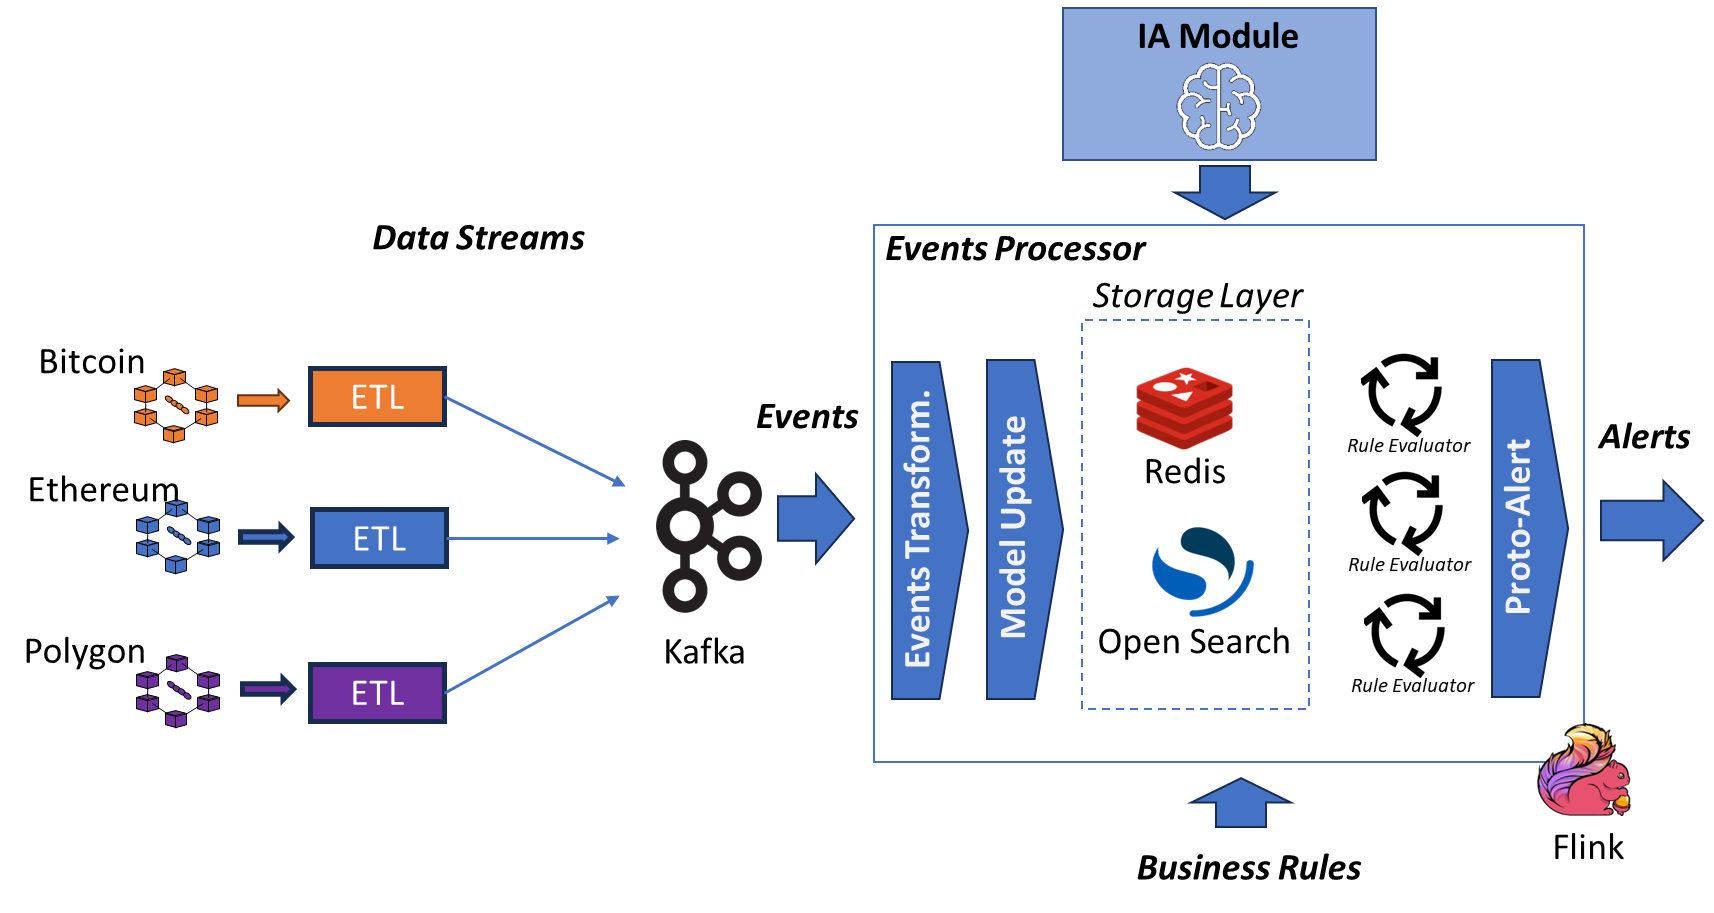 IA Module
Data Streams
Events Processor
Storage Layer
Bitcoin
ETL
Ethereum
ETL
Polygon
ETL
Kafka
Events
Events Transform.
Model Update
Redis
Open Search
Rule Evaluator
Rule Evaluator
Rule Evaluator
Proto-Alert
Alerts
Flink
Business Rules